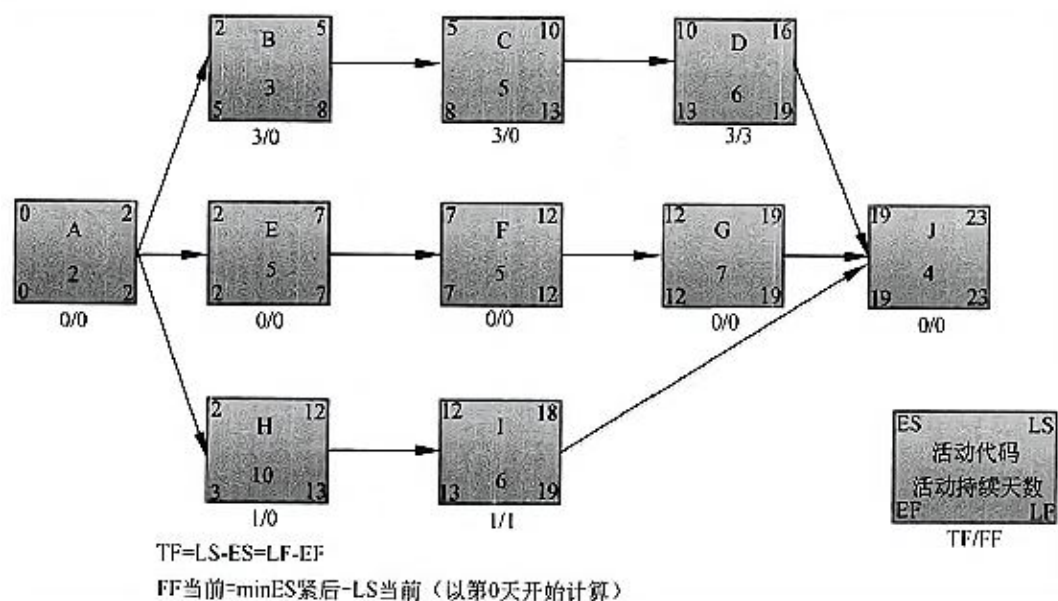 2 5
B
3
5 8
3/0
5 10
C
5
8 13
3/0
10 16
D
6
13 19
3/3
0 2
A
2
0 2
0/0
2 7
E
5
2 7
0/0
7 12
F
5
7 12
0/0
12 19
G
7
12 19
0/0
19 23
J
4
19 23
0/0
2 12
H
10
3 13
1/0
12 18
I
6
13 19
1/1
ES LS
活动代码
活动持续天数
EF LF
TF/FF
TF=LS-ES=LF-EF
FF当前=minES紧后-LS当前（以第0天开始计算）